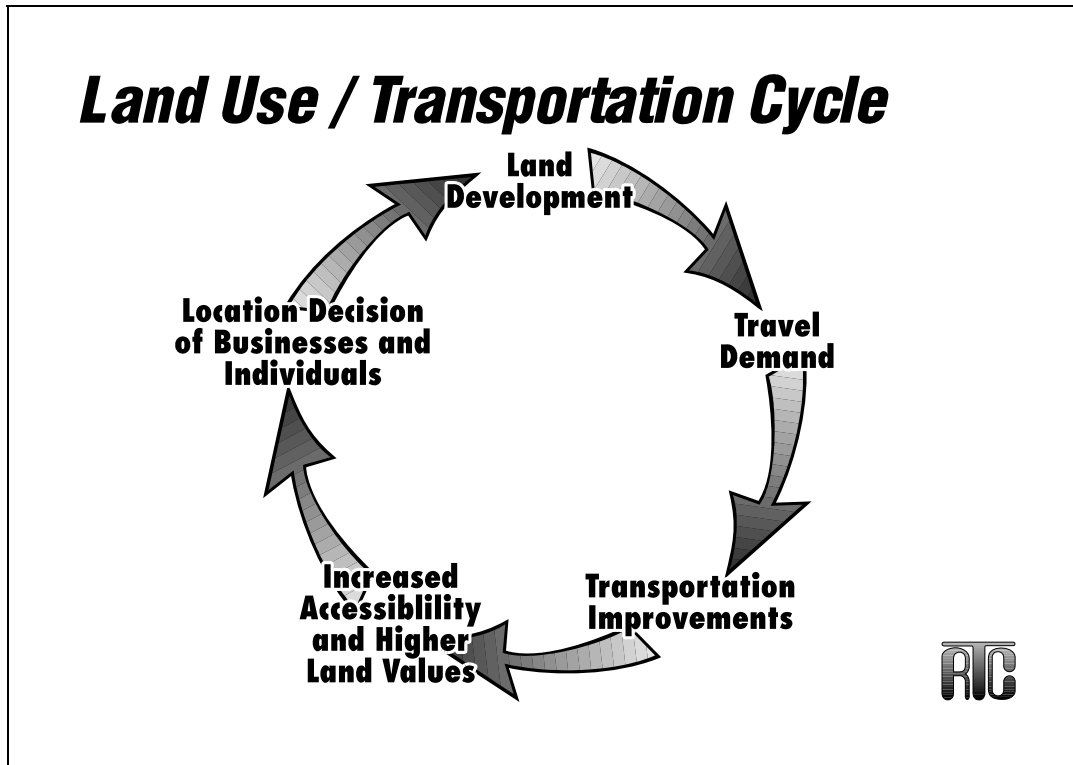 Land Use / Transportation Cycle
Land
Development
Travel
Demand
Transportation
Improvements
Increased
Accessiblility
and Higher
Land Values
Location Decision
of Businesses and
Individuals
RTC